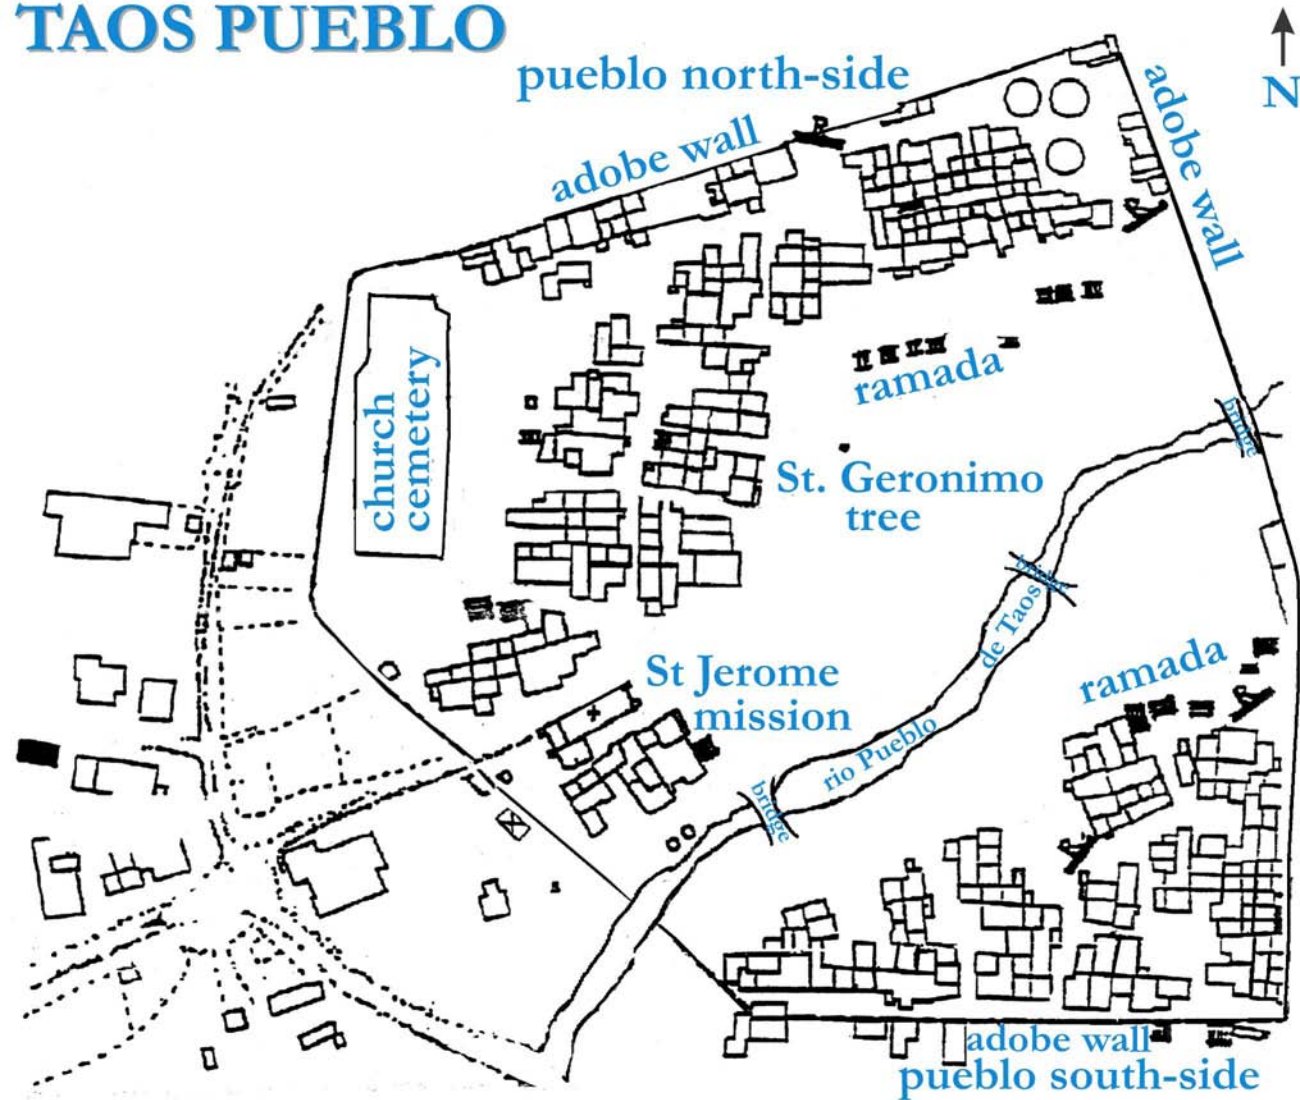 TAOS PUEBLO
N
pueblo north-side
adobe wall
adobe wall
church
cemetery
ramada
bridge
St. Geronimo
tree
bridge
de Taos
rio Pueblo
St Jerome
mission
ramada
bridge
adobe wall
pueblo south-side